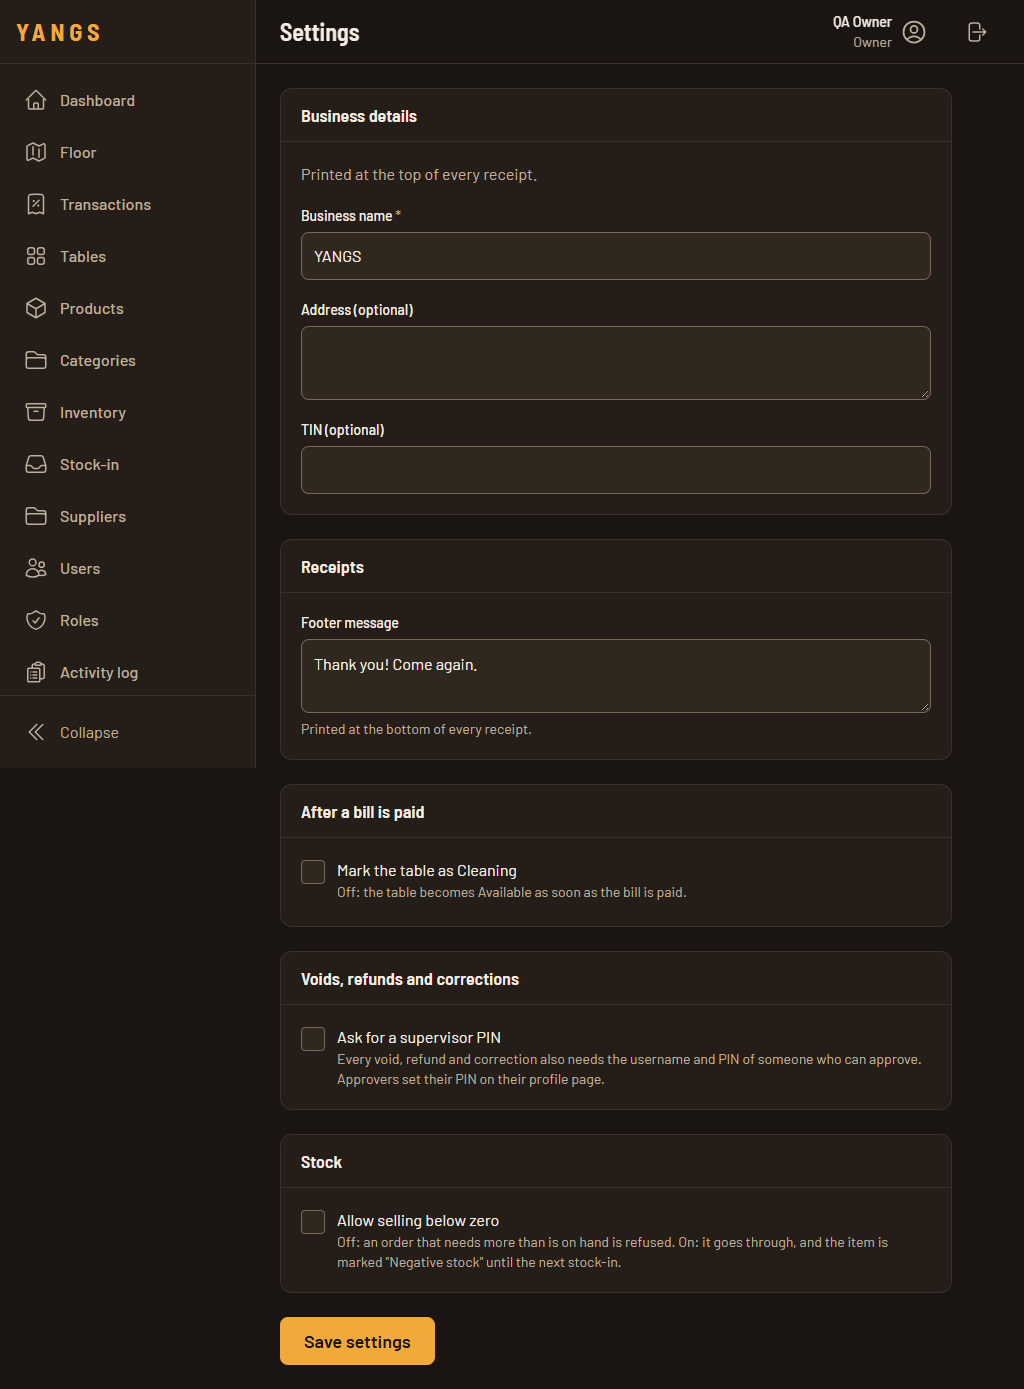 YANGS
Settings
QA Owner
Owner
Dashboard
Floor
Transactions
Tables
Products
Categories
Inventory
Stock-in
Suppliers
Users
Roles
Activity log
Collapse
Business details
Printed at the top of every receipt.
Business name *
YANGS
Address (optional)
TIN (optional)
Receipts
Footer message
Thank you! Come again.
Printed at the bottom of every receipt.
After a bill is paid
Mark the table as Cleaning
Off: the table becomes Available as soon as the bill is paid.
Voids, refunds and corrections
Ask for a supervisor PIN
Every void, refund and correction also needs the username and PIN of someone who can approve.
Approvers set their PIN on their profile page.
Stock
Allow selling below zero
Off: an order that needs more than is on hand is refused. On: it goes through, and the item is
marked "Negative stock" until the next stock-in.
Save settings